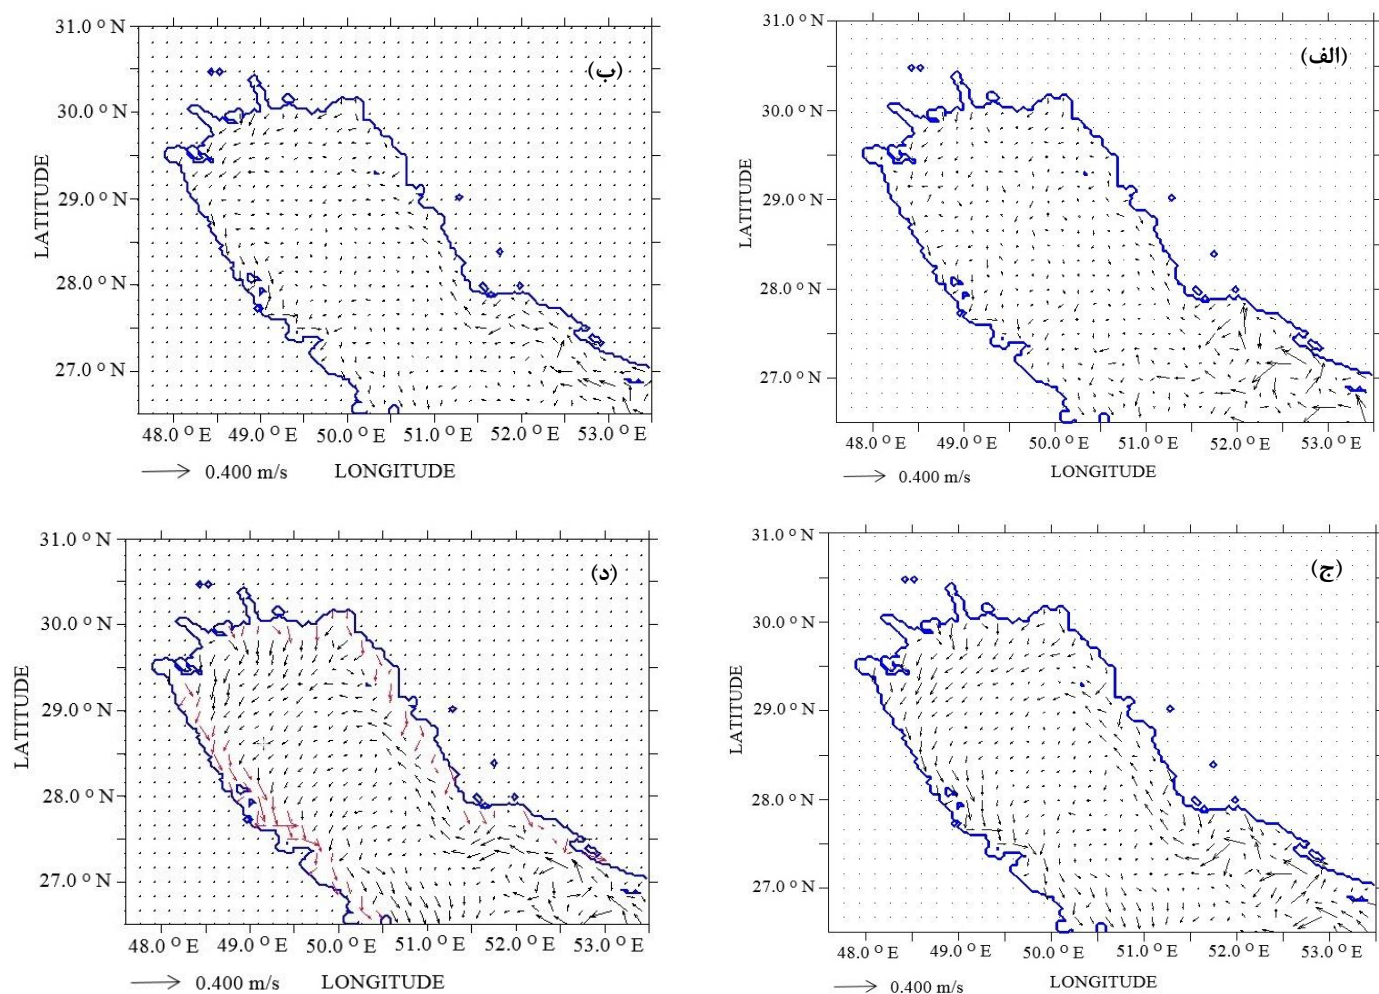 (الف)
31.0 ° N
30.0 ° N
29.0 ° N
28.0 ° N
27.0 ° N
LATITUDE
48.0 ° E 49.0 ° E 50.0 ° E 51.0 ° E 52.0 ° E 53.0 ° E
0.400 m/s LONGITUDE
(ب)
31.0 ° N
30.0 ° N
29.0 ° N
28.0 ° N
27.0 ° N
LATITUDE
48.0 ° E 49.0 ° E 50.0 ° E 51.0 ° E 52.0 ° E 53.0 ° E
0.400 m/s LONGITUDE
(ج)
31.0 ° N
30.0 ° N
29.0 ° N
28.0 ° N
27.0 ° N
LATITUDE
48.0 ° E 49.0 ° E 50.0 ° E 51.0 ° E 52.0 ° E 53.0 ° E
0.400 m/s LONGITUDE
(د)
31.0 ° N
30.0 ° N
29.0 ° N
28.0 ° N
27.0 ° N
LATITUDE
48.0 ° E 49.0 ° E 50.0 ° E 51.0 ° E 52.0 ° E 53.0 ° E
0.400 m/s LONGITUDE